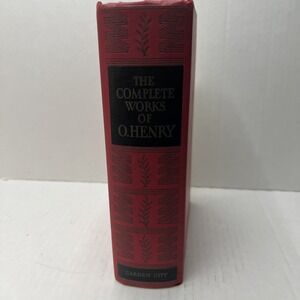 THE
COMPLETE
WORKS
OF
O. HENRY
GARDEN CITY